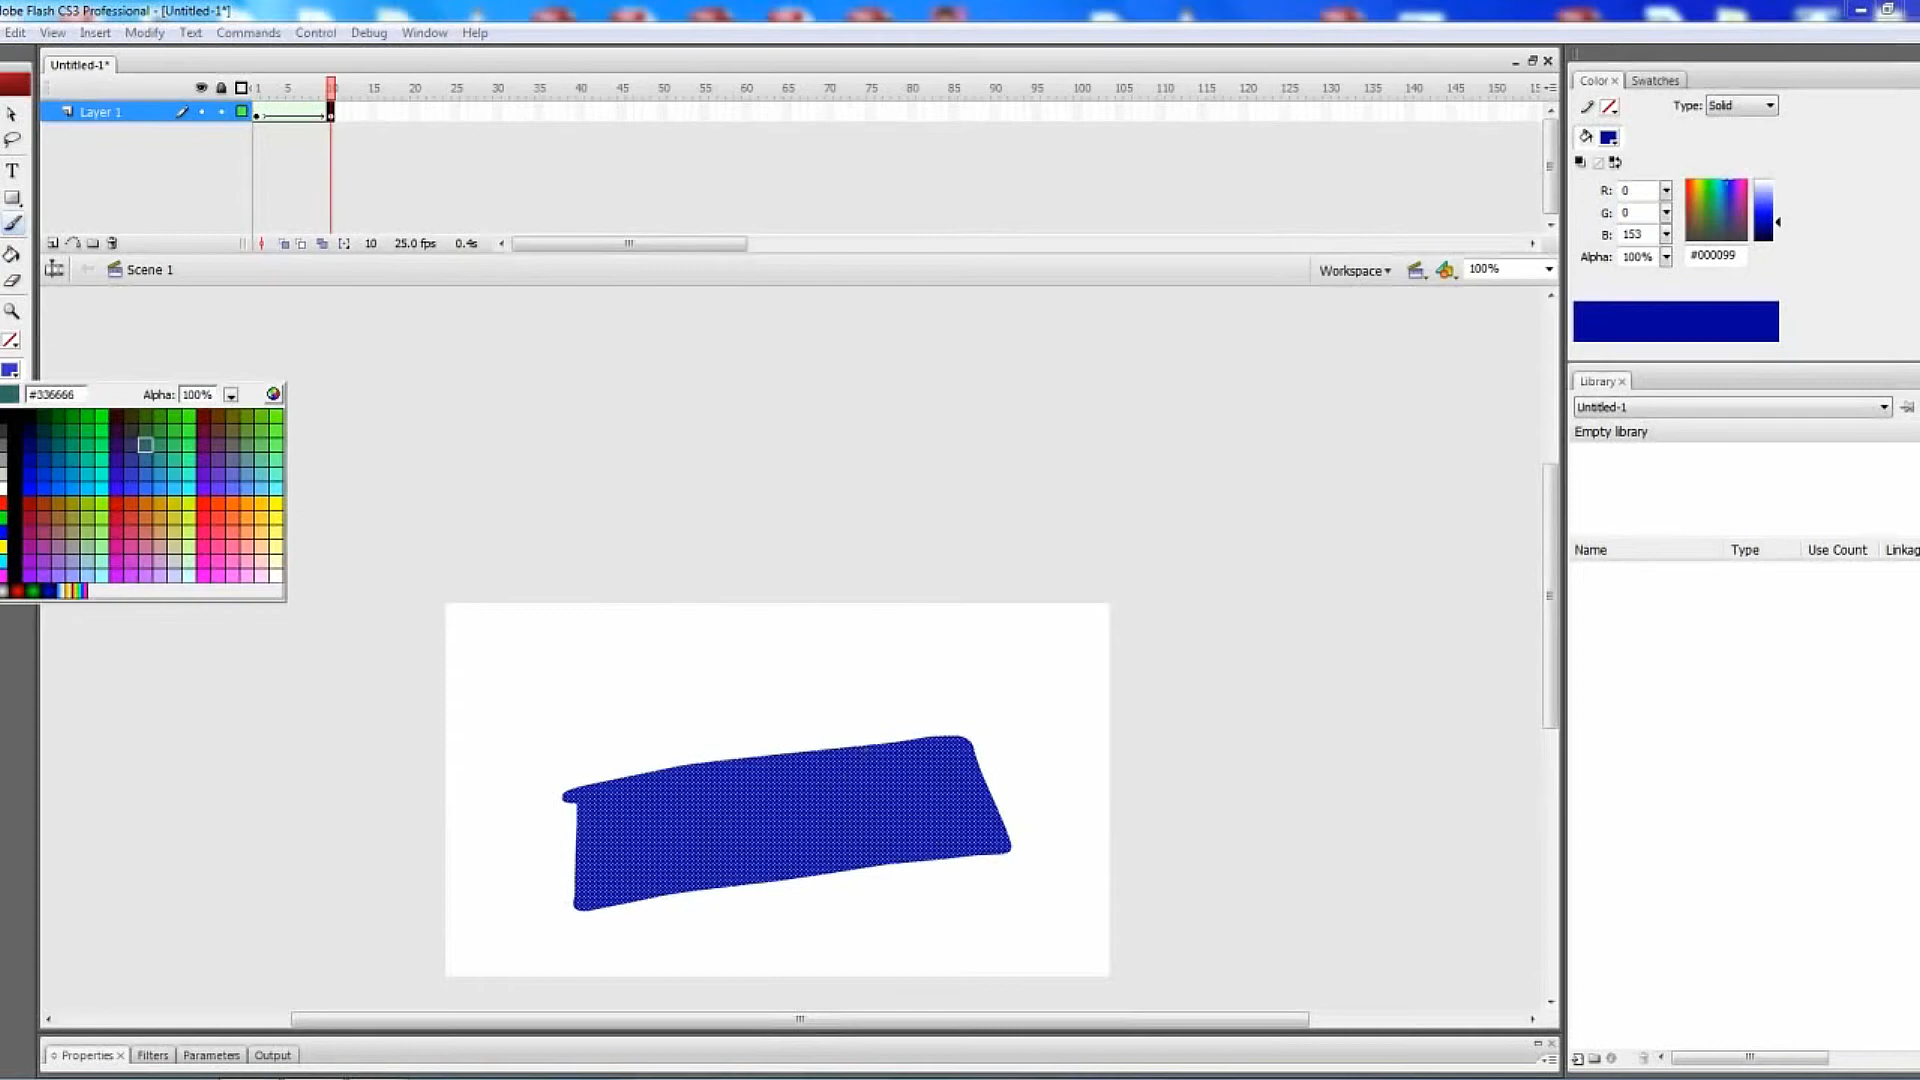 obe Flash CS3 Professional - [Untitled-1*]
Edit View Insert Modify Text Commands Control Debug Window Help
Untitled-1*
1 5 10 15 20 25 30 35 40 45 50 55 60 65 70 75 80 85 90 95 100 105 110 115 120 125 130 135 140 145 150 15
Layer 1
10 25.0 fps 0.4s
Scene 1
Workspace 100%
#336666 Alpha: 100%
Color Swatches
Type: Solid
R: 0
G: 0
B: 153
Alpha: 100% #000099
Library
Untitled-1
Empty library
Name Type Use Count Linkag
T
Properties Filters Parameters Output